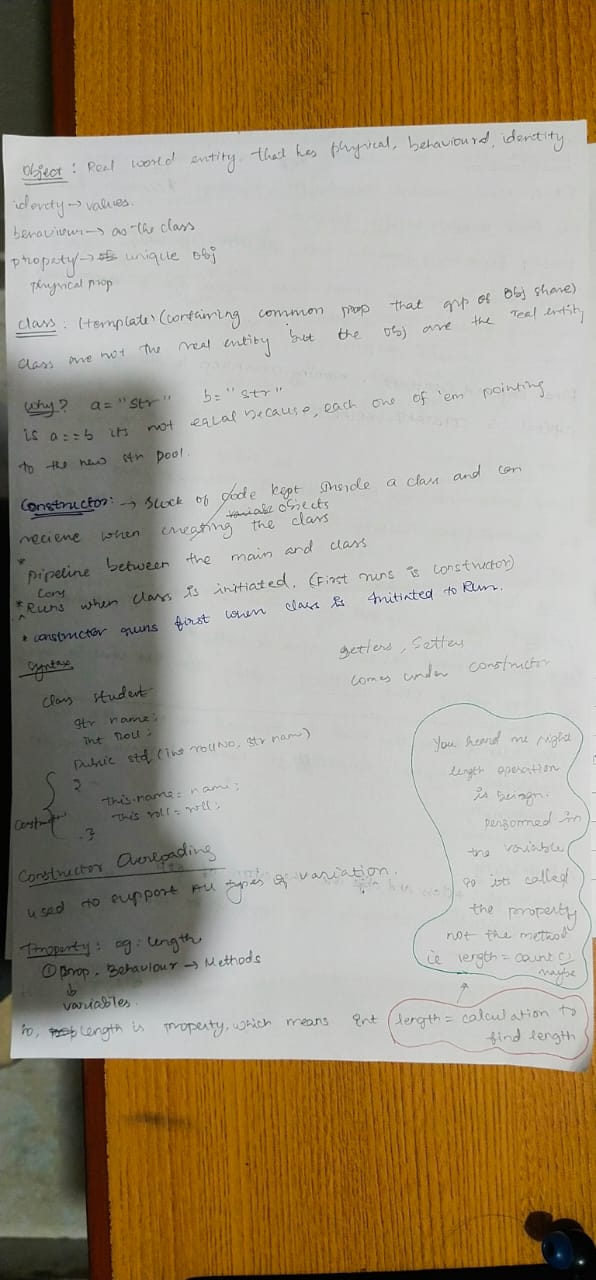 Object : Real world entity that has physical, behavioural, identity
idenety → values.
behaviour → as the class
propety → unique obj
physical prop
Class : (template) (containing common prop that grp of obj share)
class are not the real entity but the obj are the real entity
Why? a = "str" b = "str"
is a == b its not equal because, each one of 'em pointing
to the new str pool.
Constructor: → Block of code kept inside a class and can
variable objects
recieve when creating the class
* pipeline between the main and class
Cons
* Runs when class is initiated. (First runs is constructor)
* constructor runs first when class is initiated to Run.
Syntax
getters, Setters
comes under constructor
class student
str name;
int roll;
public std (int rollNo, str nam)
{
this.name = name;
this roll = roll;
}
Constructor Overloading
used to support all types of variation.
Property: eg: length
① prop. Behaviour → Methods
↓
variables.
so, length is property, which means int length = calculation to
find length
You heard me right
length operation
is beingn.
performed in
the variable
so its called
the property
not the method
ie length = count()
maybe